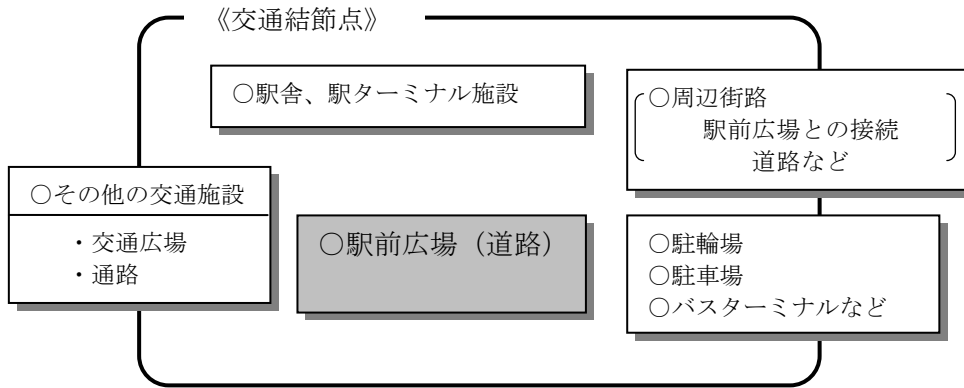 《交通結節点》
○駅舎、駅ターミナル施設
○周辺街路
駅前広場との接続
道路など
○その他の交通施設
・交通広場
・通路
○駅前広場（道路）
○駐輪場
○駐車場
○バスターミナルなど